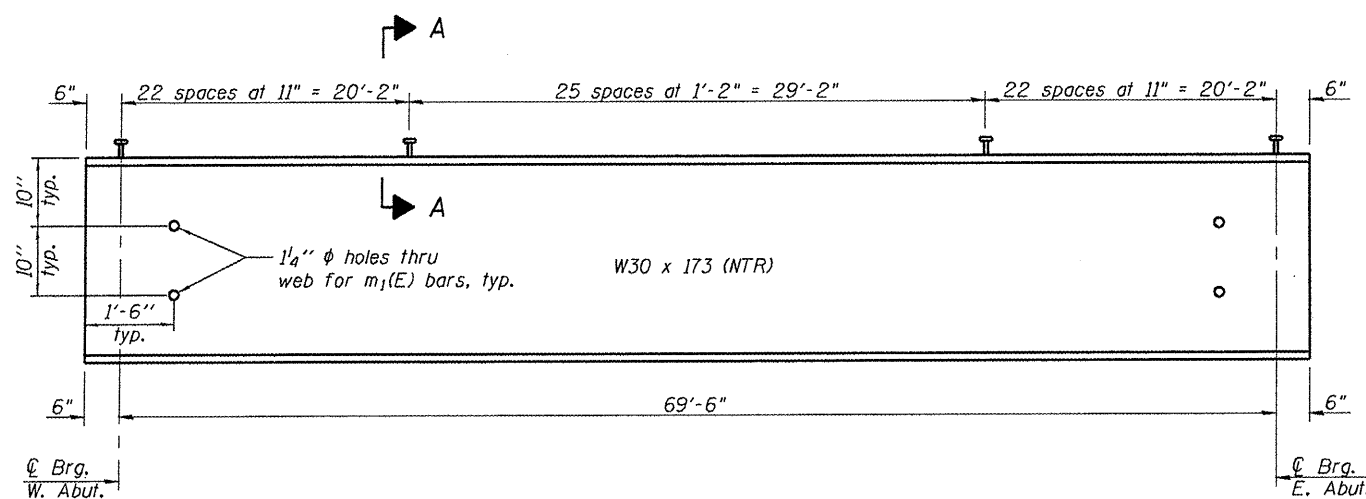 A
6" 22 spaces at 11" = 20'-2" 25 spaces at 1'-2" = 29'-2" 22 spaces at 11" = 20'-2" 6"
10"
typ.
A
10"
typ.
1 1/4" ϕ holes thru
web for m1(E) bars, typ.
W30 x 173 (NTR)
1'-6"
typ.
6" 69'-6" 6"
℄ Brg.
W. Abut.
℄ Brg.
E. Abut.